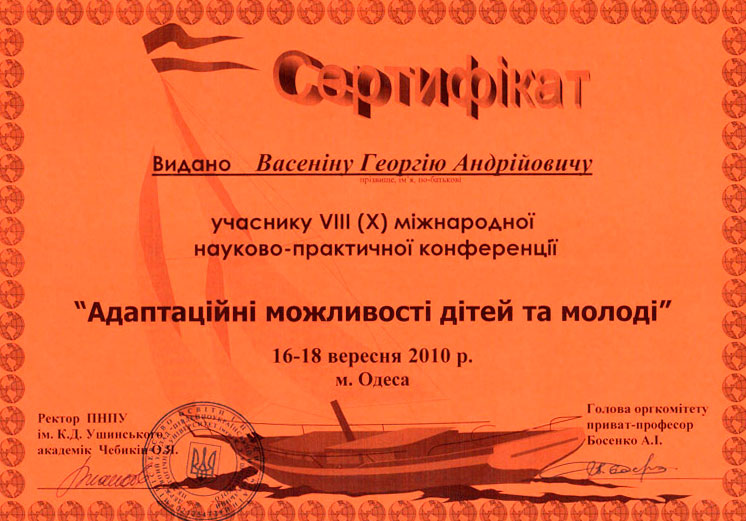 Сертифікат
Видано Васеніну Георгію Андрійовичу
прізвище, ім'я, по-батькові
учаснику VIII (X) міжнародної
науково-практичної конференції
“Адаптаційні можливості дітей та молоді”
16-18 вересня 2010 р.
м. Одеса
Ректор ПНПУ
ім. К.Д. Ушинського,
академік Чебикін О.Я.
Голова оргкомітету
приват-професор
Босенко А.І.